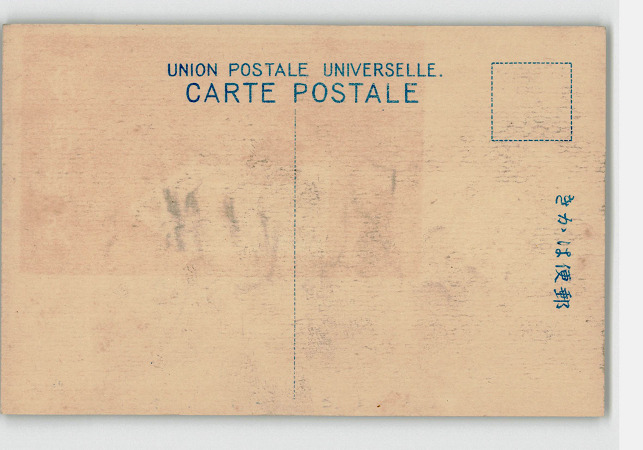 UNION POSTALE UNIVERSELLE.
CARTE POSTALE
郵便はがき